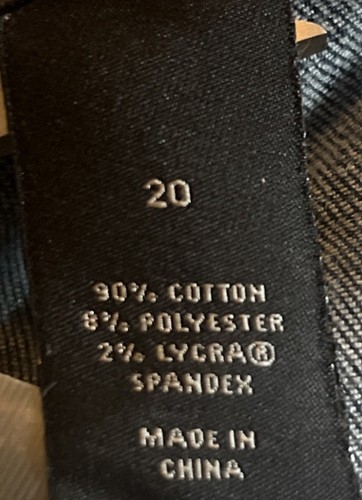 20
90% COTTON
8% POLYESTER
2% LYCRA®
SPANDEX
MADE IN
CHINA